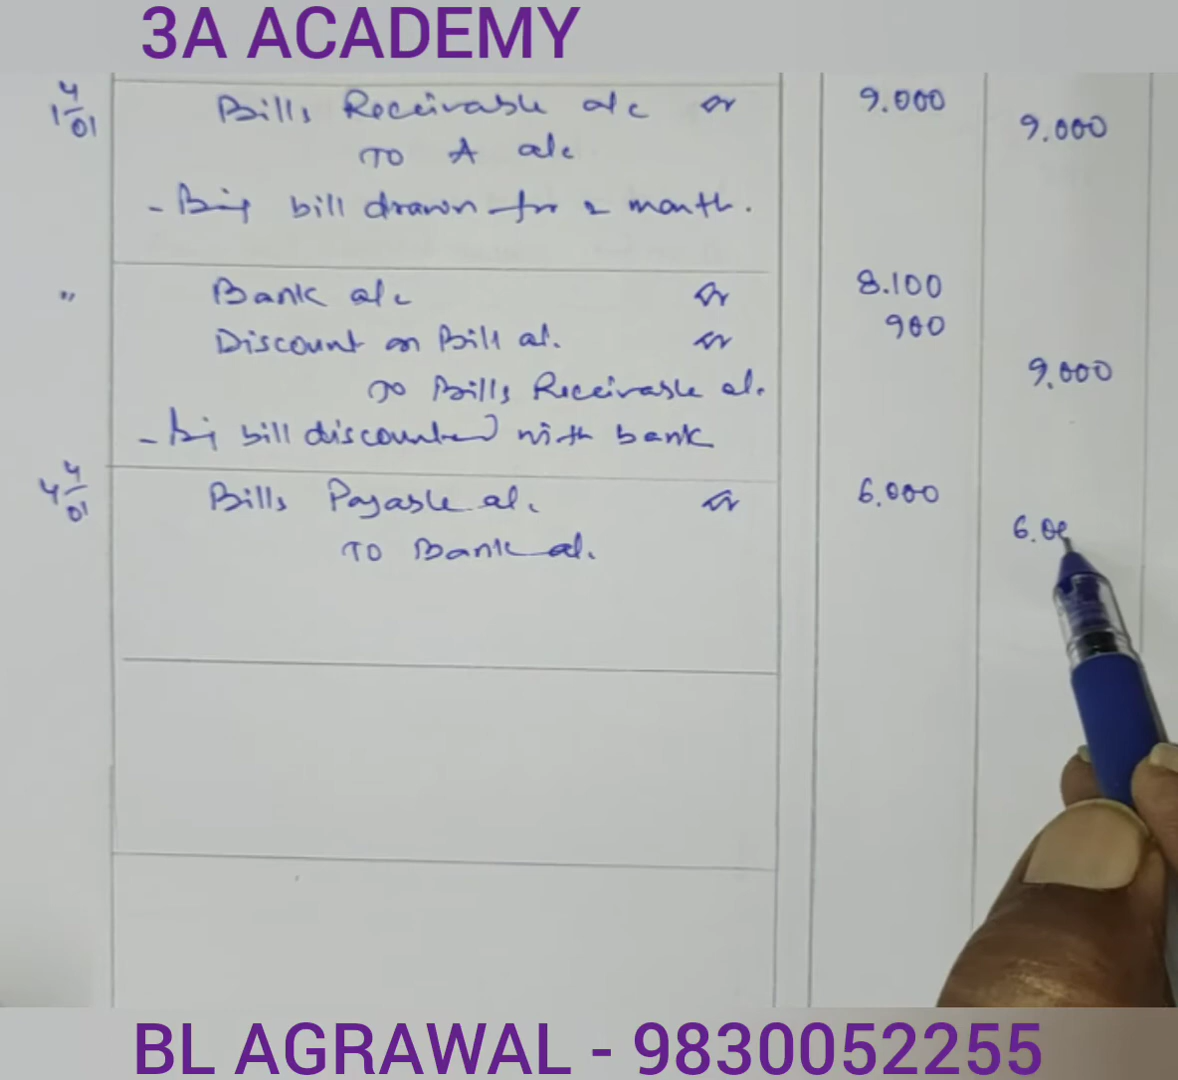 3A ACADEMY
1 4/01 Bills Receivable a/c Dr 9.000
To A a/c 9.000
- Being bill drawn for 2 month.
" Bank a/c Dr 8.100
Discount on Bill a/c. Dr 900
To Bills Receivable a/c. 9.000
- Being bill discounted with bank
4 4/01 Bills Payable a/c. Dr 6.000
To Bank a/c. 6.00
BL AGRAWAL - 9830052255